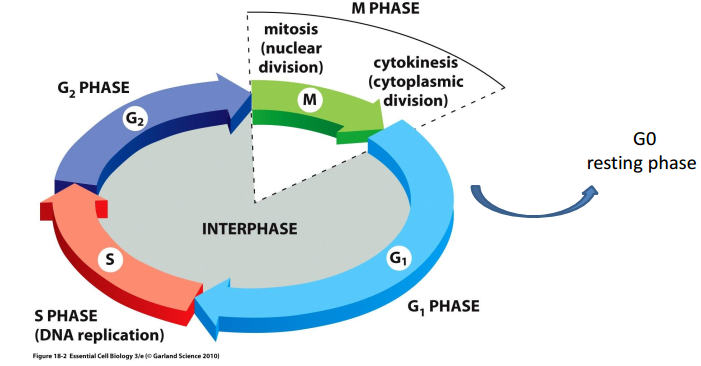 M PHASE
mitosis
(nuclear
division)
cytokinesis
(cytoplasmic
division)
G₂ PHASE
G₂
M
G0
resting phase
INTERPHASE
S
G₁
G₁ PHASE
S PHASE
(DNA replication)
Figure 18-2 Essential Cell Biology 3/e (© Garland Science 2010)